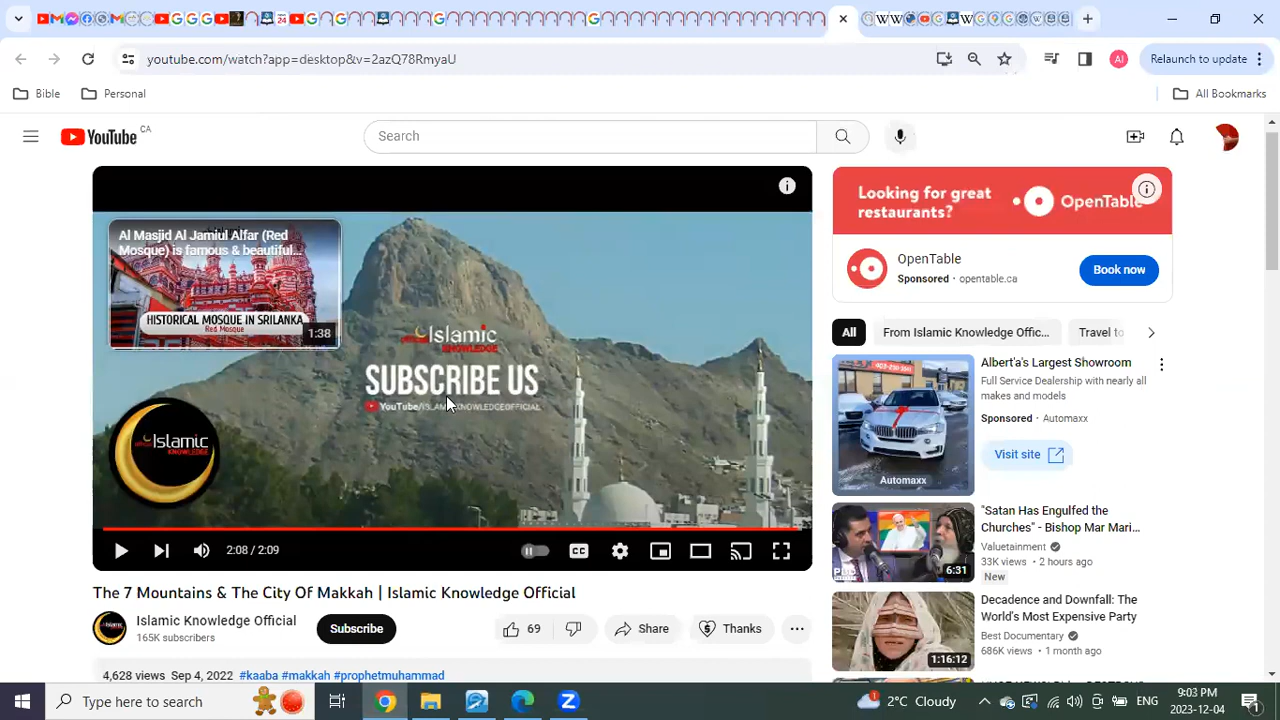 youtube.com/watch?app=desktop&v=2azQ78RmyaU
Relaunch to update
Bible
Personal
All Bookmarks
YouTube CA
Search
Al Masjid Al Jamiul Alfar (Red
Mosque) is famous & beautiful...
HISTORICAL MOSQUE IN SRILANKA
Red Mosque
1:38
Islamic
KNOWLEDGE
SUBSCRIBE US
YouTube/ISLAMICKNOWLEDGEOFFICIAL
Islamic
KNOWLEDGE
2:08 / 2:09
CC
The 7 Mountains & The City Of Makkah | Islamic Knowledge Official
Islamic Knowledge Official
165K subscribers
Subscribe
69
Share
Thanks
4,628 views Sep 4, 2022 #kaaba #makkah #prophetmuhammad
Looking for great
restaurants?
OpenTable
OpenTable
Sponsored · opentable.ca
Book now
All
From Islamic Knowledge Offic...
Travel to
Albert'a's Largest Showroom
Full Service Dealership with nearly all
makes and models
Sponsored · Automaxx
Visit site
Automaxx
"Satan Has Engulfed the
Churches" - Bishop Mar Mari...
Valuetainment
33K views · 2 hours ago
New
6:31
Decadence and Downfall: The
World's Most Expensive Party
Best Documentary
686K views · 1 month ago
1:16:12
Type here to search
2°C Cloudy
ENG
9:03 PM
2023-12-04